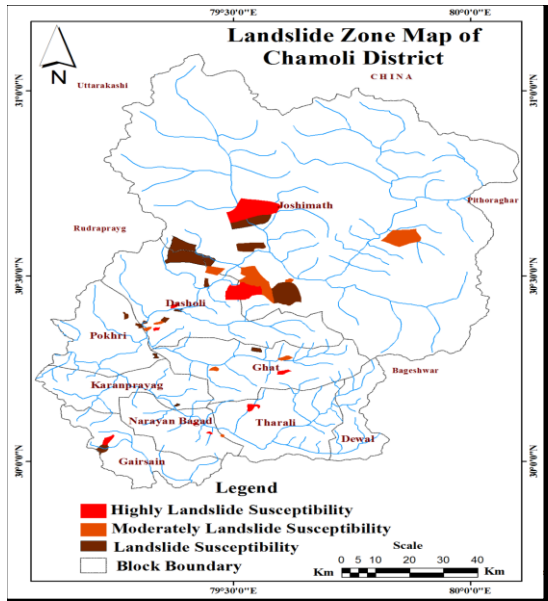 79°30'0"E
80°0'0"E
Landslide Zone Map of
Chamoli District
N
CHINA
Uttarakashi
31°0'0"N
31°0'0"N
Pithoraghar
Joshimath
Rudraprayg
30°30'0"N
30°30'0"N
Dasholi
Pokhri
Ghat
Bageshwar
Karanprayag
Narayan Bagad
Tharali
Dewal
Gairsain
30°0'0"N
30°0'0"N
Legend
Highly Landslide Susceptibility
Moderately Landslide Susceptibility
Landslide Susceptibility
Block Boundary
Scale
0 5 10 20 30 40
Km
Km
79°30'0"E
80°0'0"E